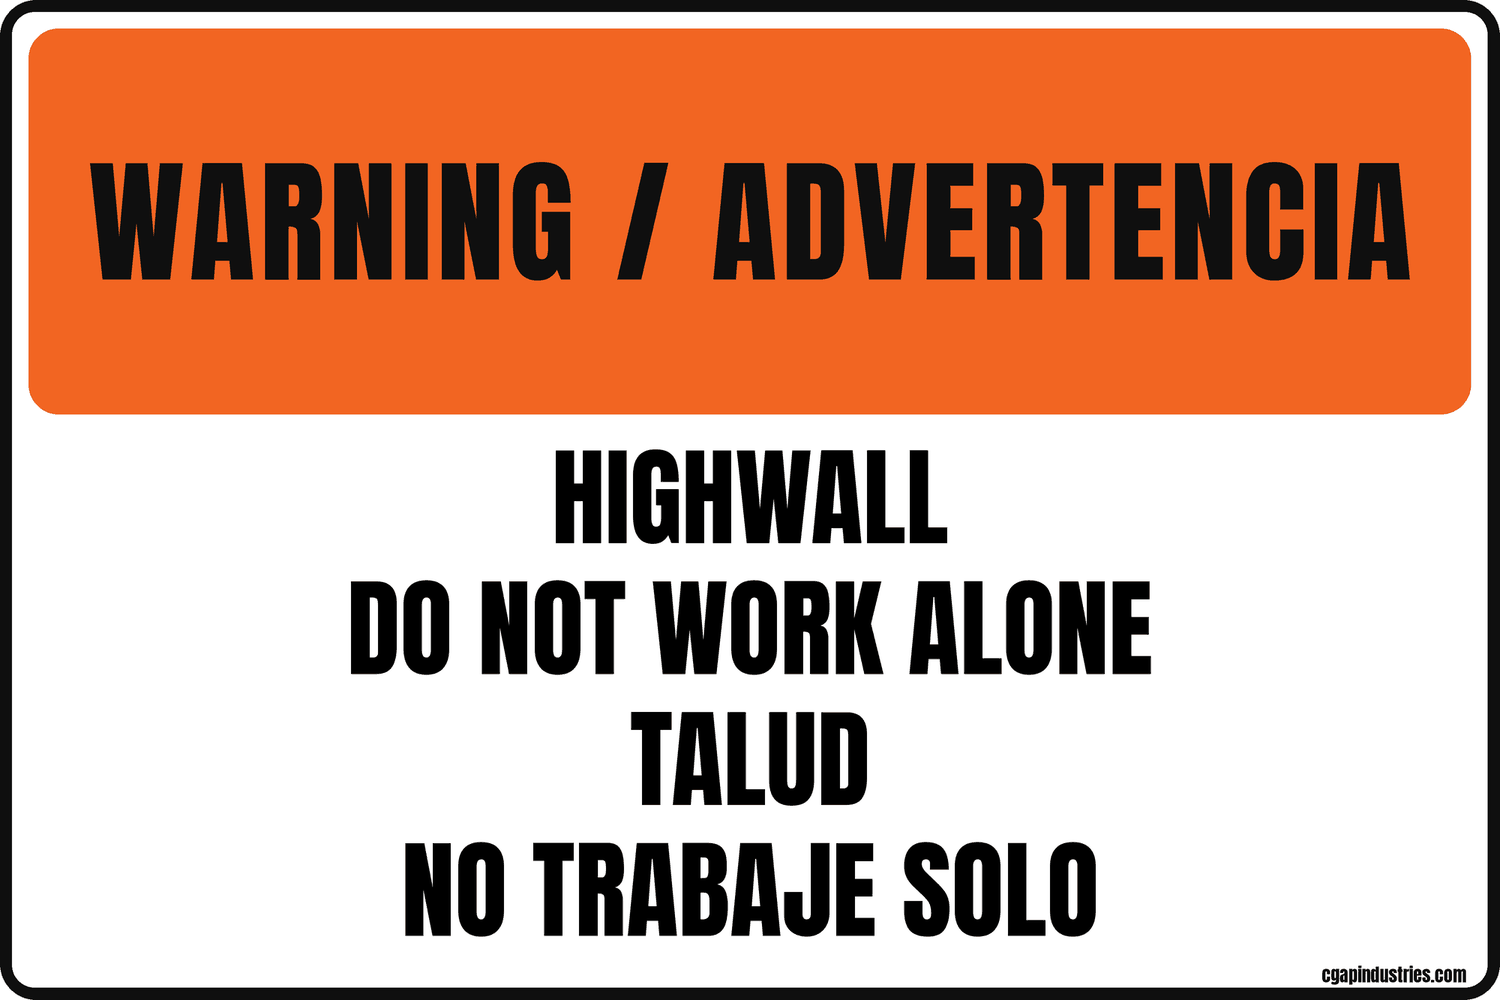 WARNING / ADVERTENCIA
HIGHWALL
DO NOT WORK ALONE
TALUD
NO TRABAJE SOLO
cgapindustries.com